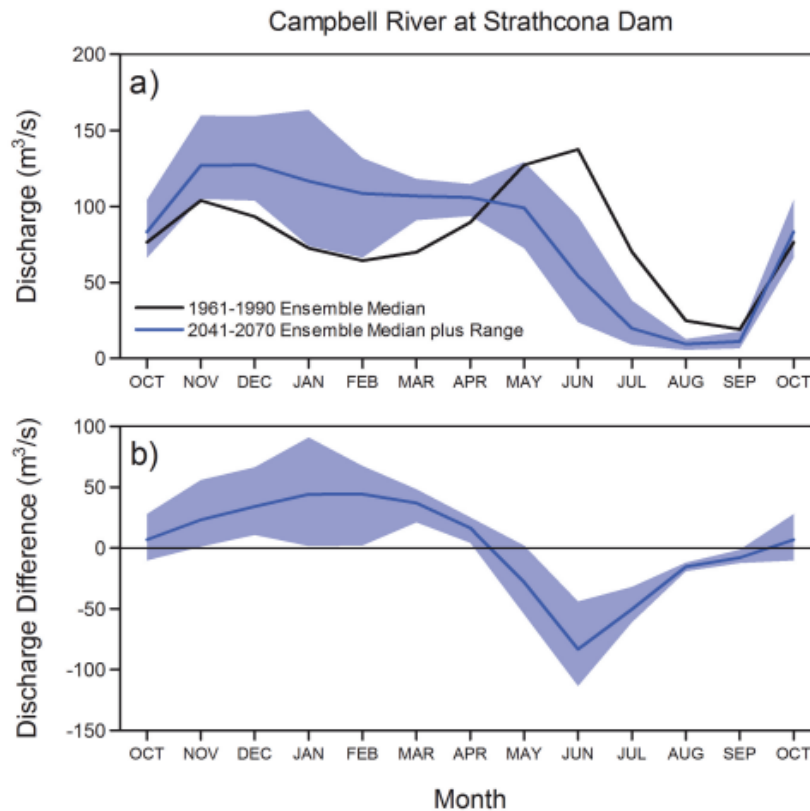 Campbell River at Strathcona Dam
a)
Discharge (m³/s)
200
150
100
50
0
1961-1990 Ensemble Median
2041-2070 Ensemble Median plus Range
OCT NOV DEC JAN FEB MAR APR MAY JUN JUL AUG SEP OCT
b)
Discharge Difference (m³/s)
100
50
0
-50
-100
-150
OCT NOV DEC JAN FEB MAR APR MAY JUN JUL AUG SEP OCT
Month